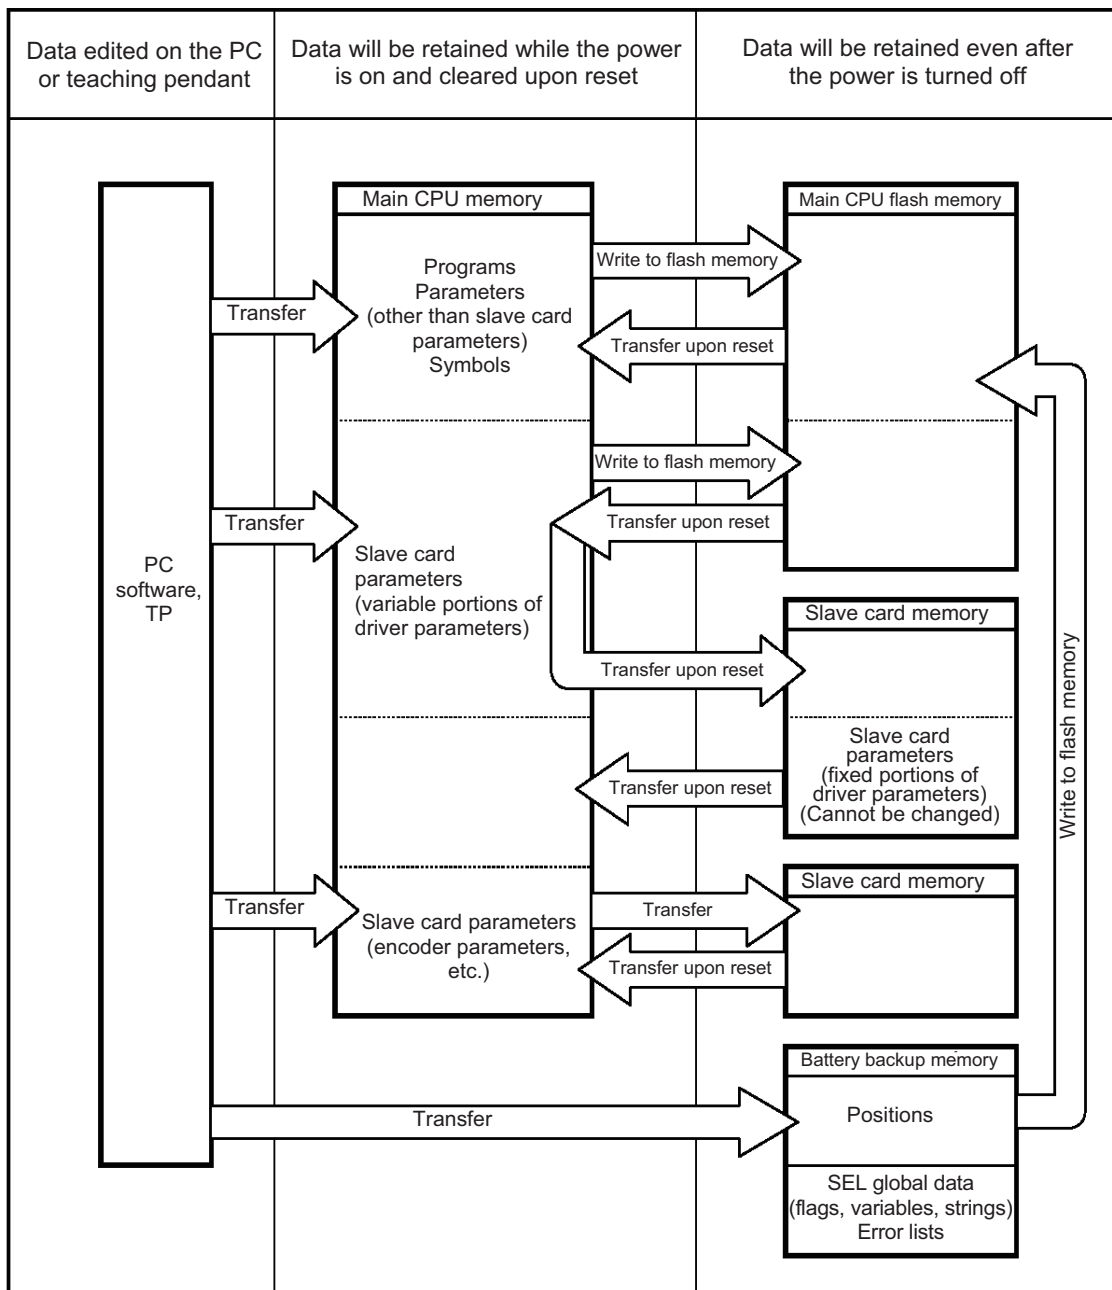 Data edited on the PC
or teaching pendant
Data will be retained while the power
is on and cleared upon reset
Data will be retained even after
the power is turned off
PC
software,
TP
Transfer
Transfer
Transfer
Transfer
Main CPU memory
Programs
Parameters
(other than slave card
parameters)
Symbols
Slave card
parameters
(variable portions of
driver parameters)
Slave card parameters
(encoder parameters,
etc.)
Write to flash memory
Transfer upon reset
Write to flash memory
Transfer upon reset
Transfer upon reset
Transfer upon reset
Transfer
Transfer upon reset
Main CPU flash memory
Slave card memory
Slave card
parameters
(fixed portions of
driver parameters)
(Cannot be changed)
Slave card memory
Battery backup memory
Positions
SEL global data
(flags, variables, strings)
Error lists
Write to flash memory